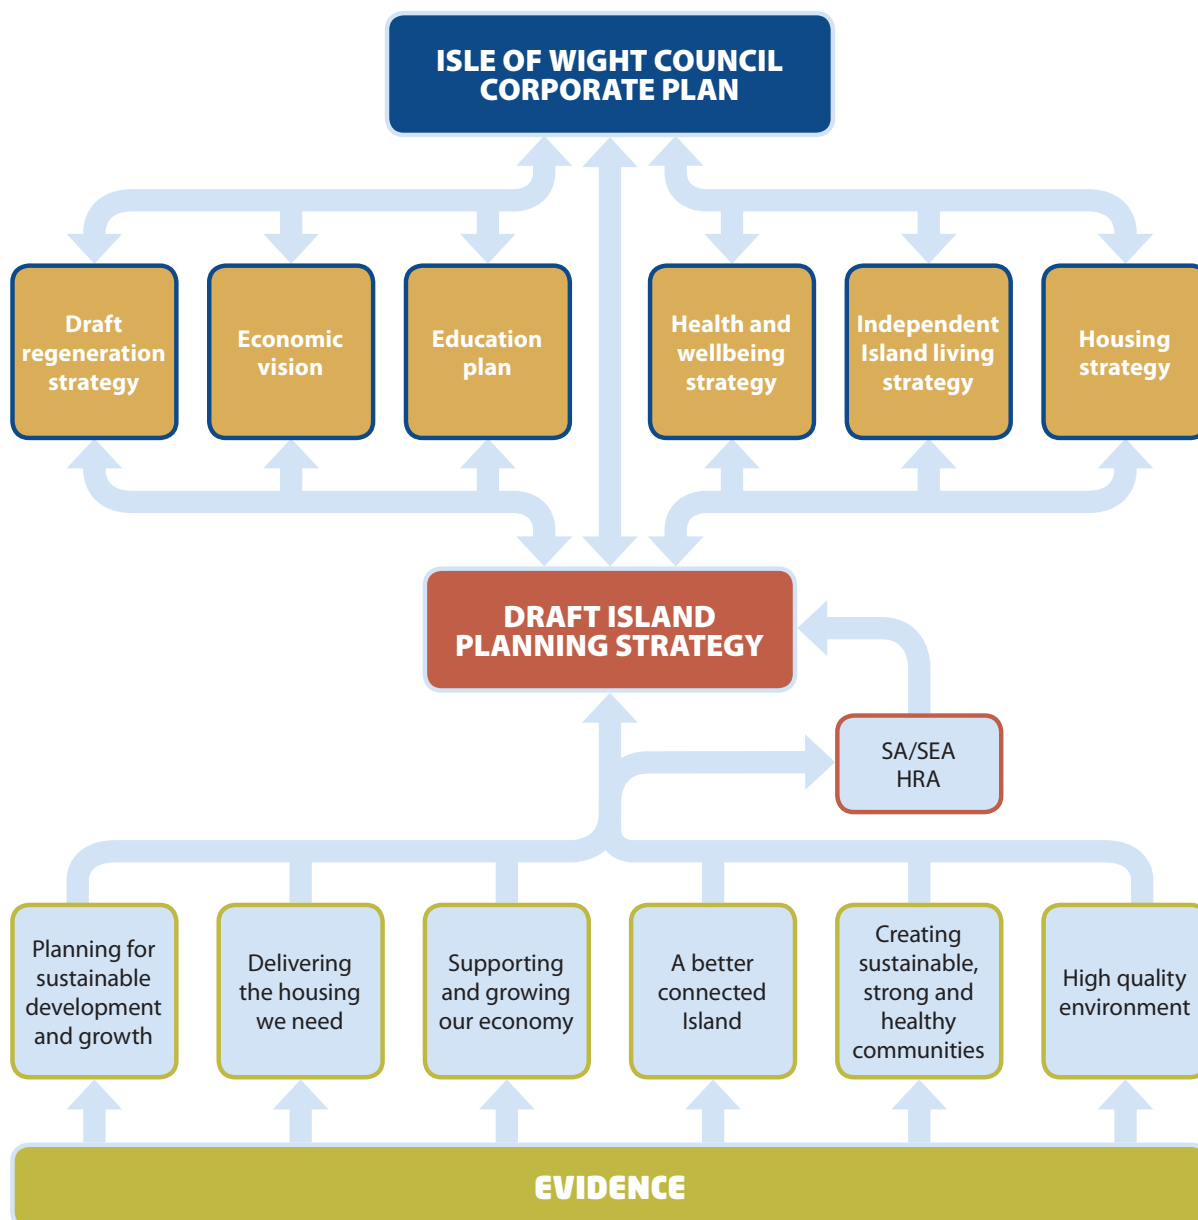 ISLE OF WIGHT COUNCIL
CORPORATE PLAN
Draft
regeneration
strategy
Economic
vision
Education
plan
Health and
wellbeing
strategy
Independent
Island living
strategy
Housing
strategy
DRAFT ISLAND
PLANNING STRATEGY
SA/SEA
HRA
Planning for
sustainable
development
and growth
Delivering
the housing
we need
Supporting
and growing
our economy
A better
connected
Island
Creating
sustainable,
strong and
healthy
communities
High quality
environment
EVIDENCE